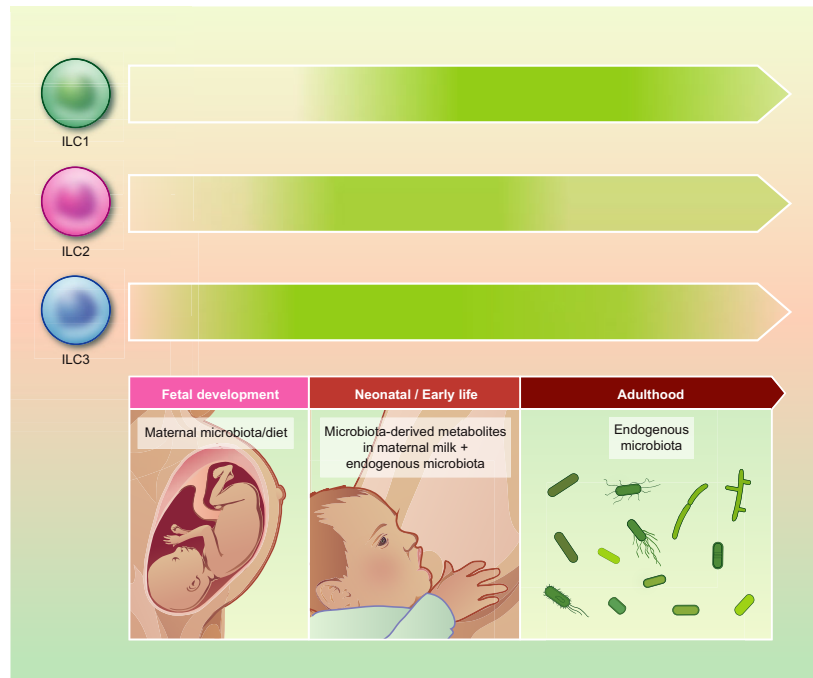 ILC1
ILC2
ILC3
Fetal development
Neonatal / Early life
Adulthood
Maternal microbiota/diet
Microbiota-derived metabolites
in maternal milk +
endogenous microbiota
Endogenous
microbiota